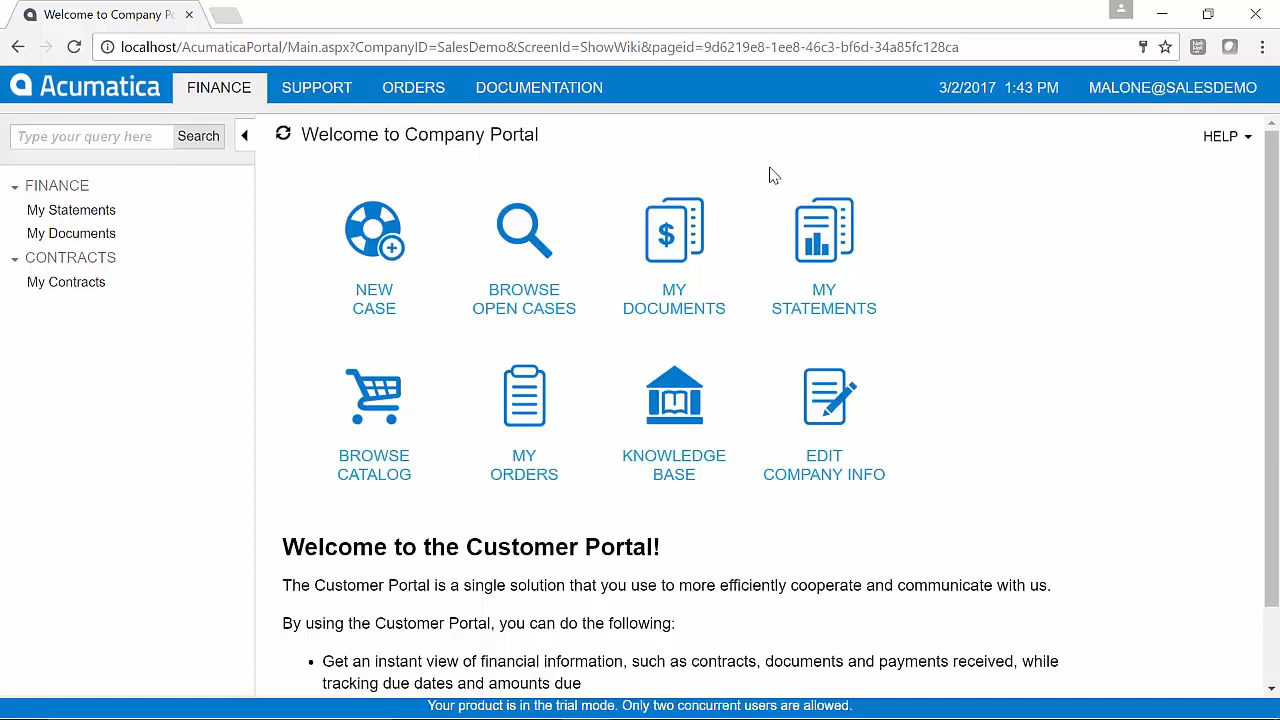 Welcome to Company Po
localhost/AcumaticaPortal/Main.aspx?CompanyID=SalesDemo&ScreenId=ShowWiki&pageid=9d6219e8-1ee8-46c3-bf6d-34a85fc128ca
Acumatica FINANCE SUPPORT ORDERS DOCUMENTATION 3/2/2017 1:43 PM MALONE@SALESDEMO
Type your query here Search
Welcome to Company Portal
HELP
FINANCE
My Statements
My Documents
CONTRACTS
My Contracts
NEW CASE
BROWSE OPEN CASES
MY DOCUMENTS
MY STATEMENTS
BROWSE CATALOG
MY ORDERS
KNOWLEDGE BASE
EDIT COMPANY INFO
Welcome to the Customer Portal!
The Customer Portal is a single solution that you use to more efficiently cooperate and communicate with us.
By using the Customer Portal, you can do the following:
• Get an instant view of financial information, such as contracts, documents and payments received, while
tracking due dates and amounts due
Your product is in the trial mode. Only two concurrent users are allowed.